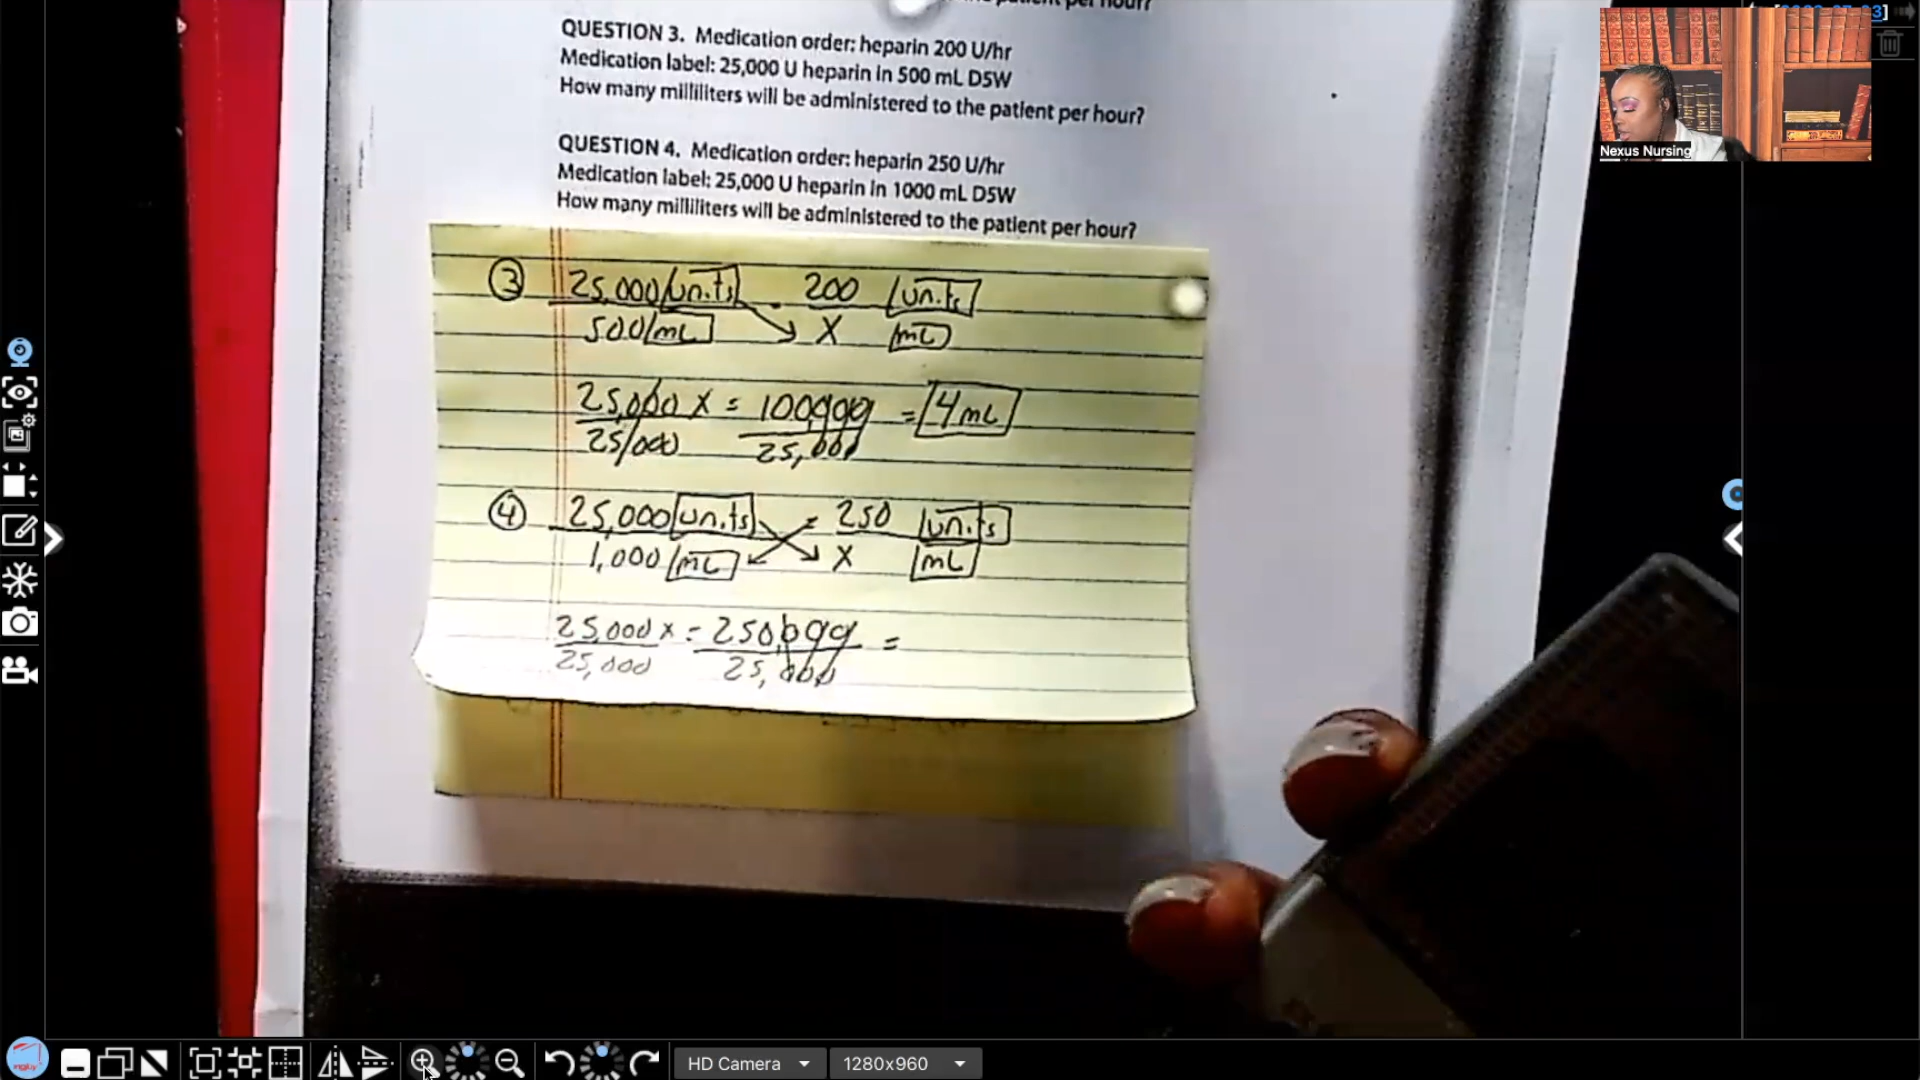 QUESTION 3. Medication order: heparin 200 U/hr
Medication label: 25,000 U heparin in 500 mL D5W
How many milliliters will be administered to the patient per hour?
QUESTION 4. Medication order: heparin 250 U/hr
Medication label: 25,000 U heparin in 1000 mL D5W
How many milliliters will be administered to the patient per hour?
③ 25,000 units = 200 units
500 mL X mL
25,000 X = 100,000 = 4 mL
25,000 25,000
④ 25,000 units = 250 units
1,000 mL X mL
25,000 x = 250,000 =
25,000 25,000
Nexus Nursing
HD Camera
1280x960